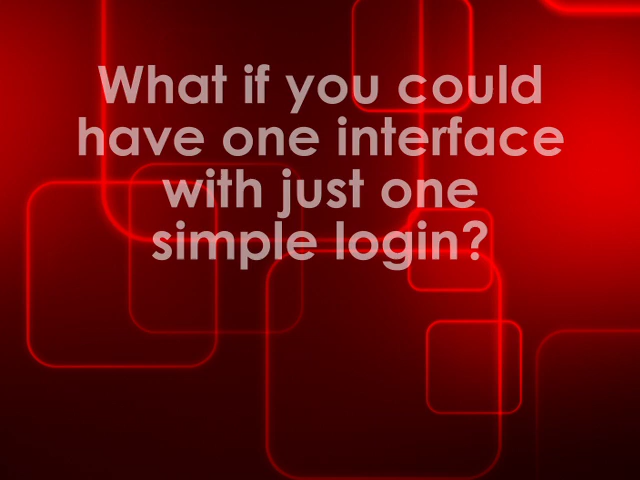 What if you could
have one interface
with just one
simple login?